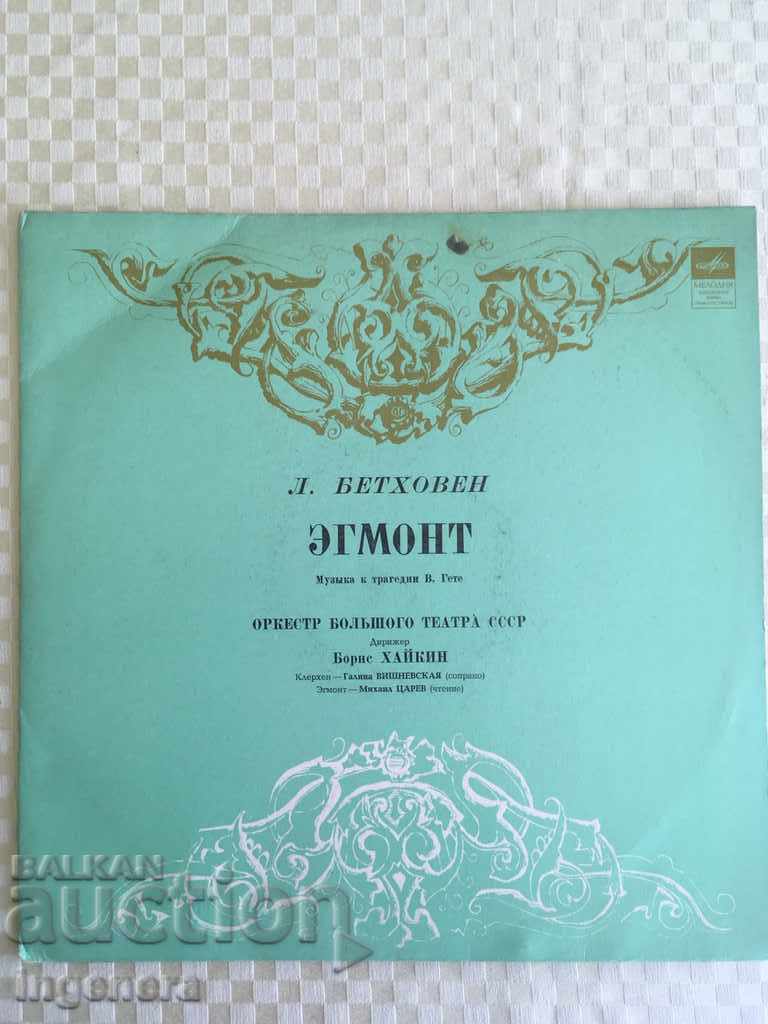 МЕЛОДИЯ
Л. БЕТХОВЕН
ЭГМОНТ
Музыка к трагедии В. Гете
ОРКЕСТР БОЛЬШОГО ТЕАТРА СССР
Дирижер
Борис ХАЙКИН
Клерхен — Галина ВИШНЕВСКАЯ (сопрано)
Эгмонт — Михаил ЦАРЕВ (чтение)
BALKAN
auction
ingenera